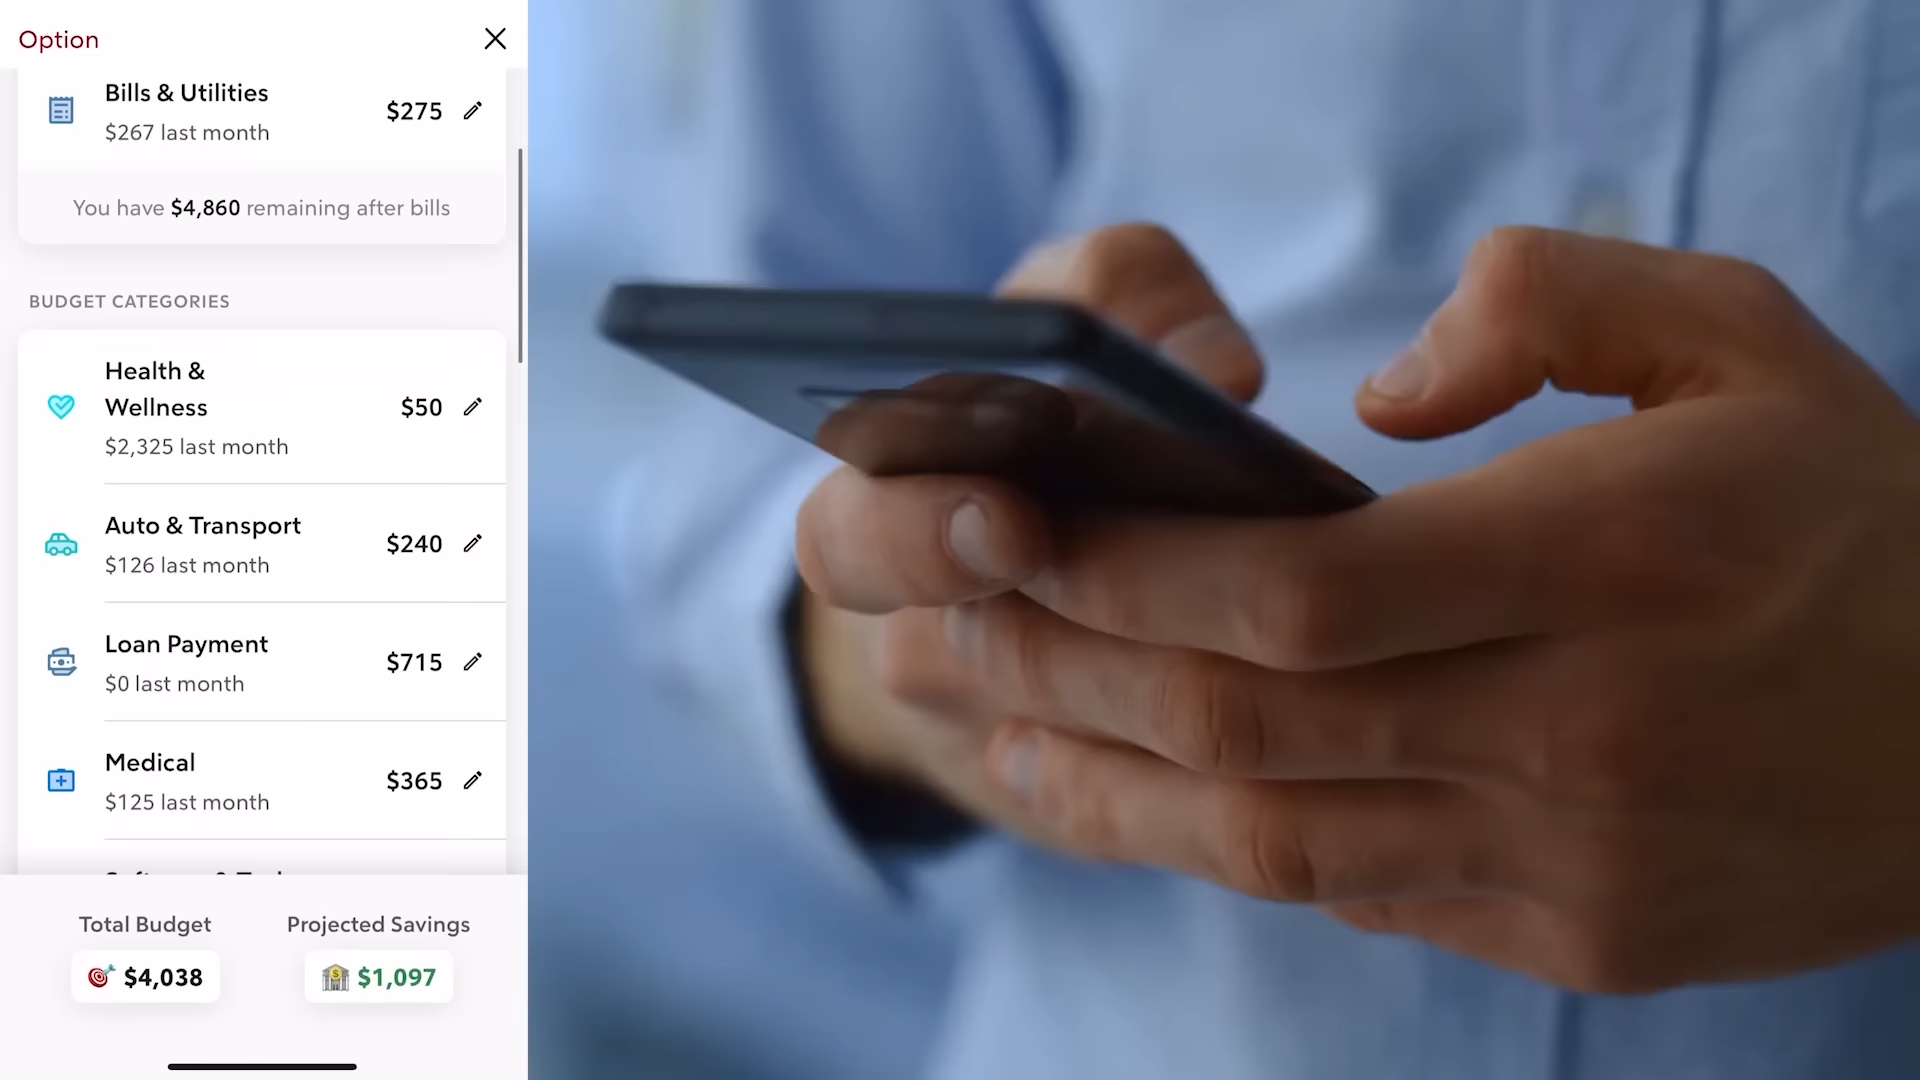 Option
Bills & Utilities
$267 last month
$275
You have $4,860 remaining after bills
BUDGET CATEGORIES
Health &
Wellness
$2,325 last month
$50
Auto & Transport
$126 last month
$240
Loan Payment
$0 last month
$715
Medical
$125 last month
$365
Total Budget
$4,038
Projected Savings
$1,097